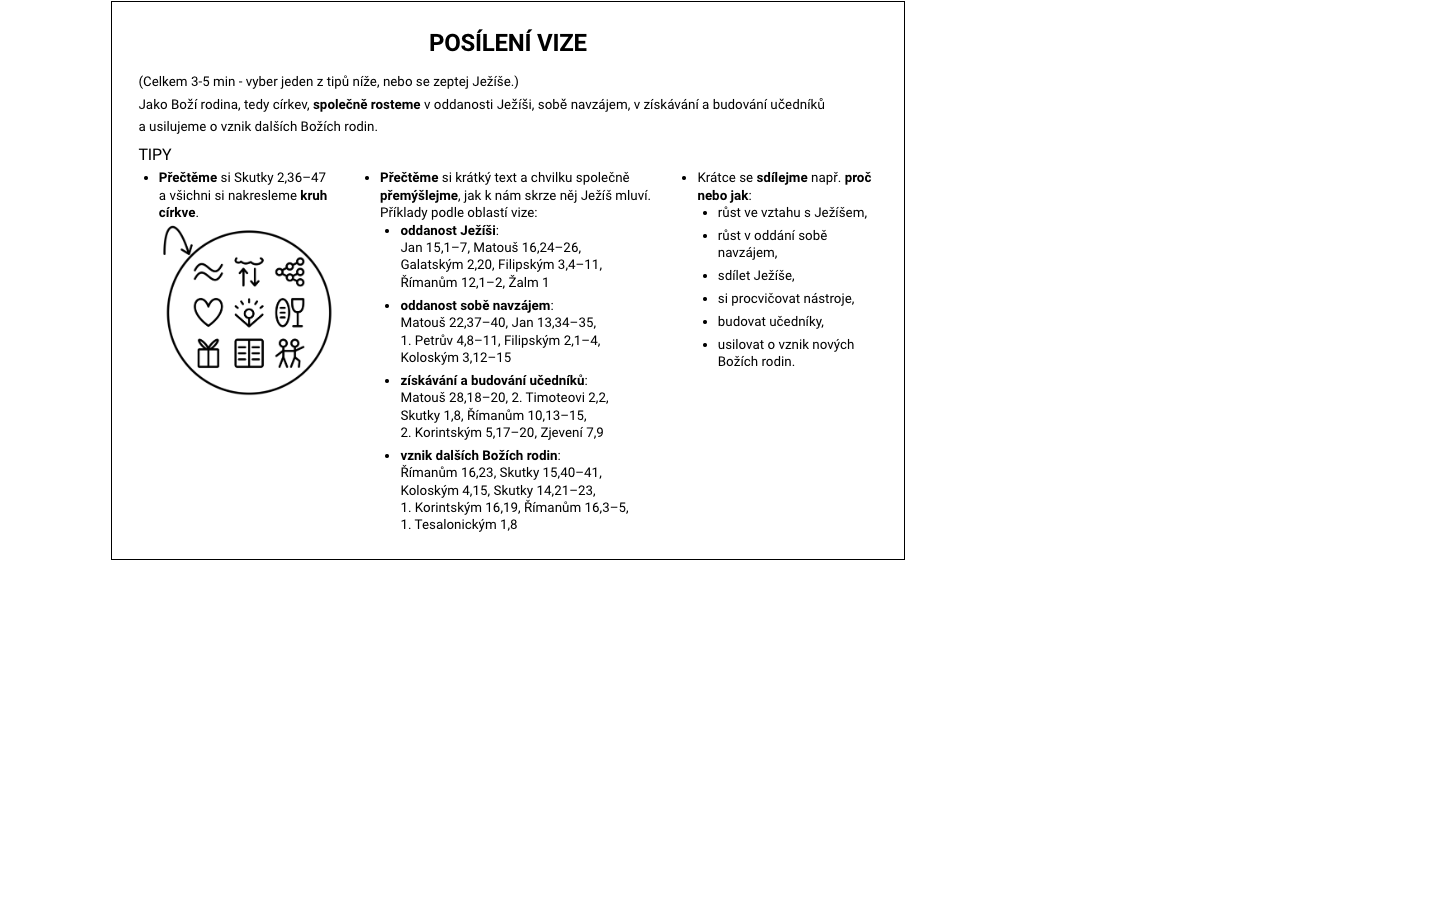 POSÍLENÍ VIZE
(Celkem 3-5 min - vyber jeden z tipů níže, nebo se zeptej Ježíše.)
Jako Boží rodina, tedy církev, společně rosteme v oddanosti Ježíši, sobě navzájem, v získávání a budování učedníků
a usilujeme o vznik dalších Božích rodin.
TIPY
• Přečtěme si Skutky 2,36–47
a všichni si nakresleme kruh
církve.
• Přečtěme si krátký text a chvilku společně
přemýšlejme, jak k nám skrze něj Ježíš mluví.
Příklady podle oblastí vize:
• oddanost Ježíši:
Jan 15,1–7, Matouš 16,24–26,
Galatským 2,20, Filipským 3,4–11,
Římanům 12,1–2, Žalm 1
• oddanost sobě navzájem:
Matouš 22,37–40, Jan 13,34–35,
1. Petrův 4,8–11, Filipským 2,1–4,
Koloským 3,12–15
• získávání a budování učedníků:
Matouš 28,18–20, 2. Timoteovi 2,2,
Skutky 1,8, Římanům 10,13–15,
2. Korintským 5,17–20, Zjevení 7,9
• vznik dalších Božích rodin:
Římanům 16,23, Skutky 15,40–41,
Koloským 4,15, Skutky 14,21–23,
1. Korintským 16,19, Římanům 16,3–5,
1. Tesalonickým 1,8
• Krátce se sdílejme např. proč
nebo jak:
• růst ve vztahu s Ježíšem,
• růst v oddání sobě
navzájem,
• sdílet Ježíše,
• si procvičovat nástroje,
• budovat učedníky,
• usilovat o vznik nových
Božích rodin.